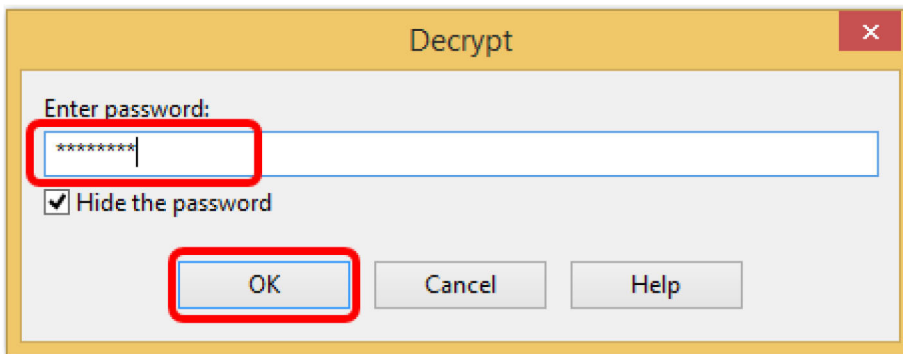 Decrypt
Enter password:
********
Hide the password
OK Cancel Help